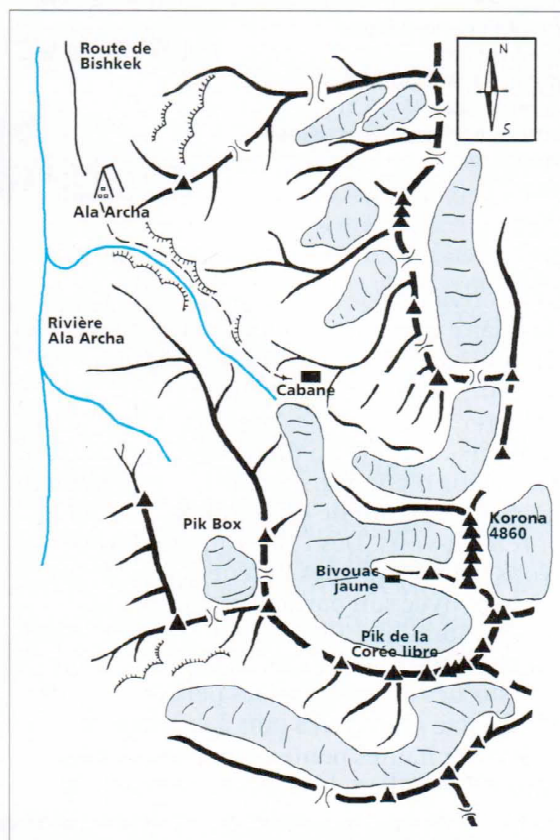 Route de
Bishkek
N
S
Ala Archa
Rivière
Ala Archa
Cabane
Pik Box
Korona
4860
Bivouac
jaune
Pik de la
Corée libre